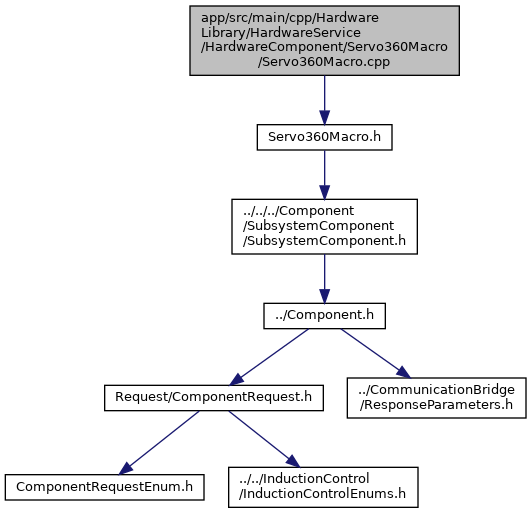 app/src/main/cpp/Hardware
Library/HardwareService
/HardwareComponent/Servo360Macro
/Servo360Macro.cpp
Servo360Macro.h
../../../Component
/SubsystemComponent
/SubsystemComponent.h
../Component.h
Request/ComponentRequest.h
../CommunicationBridge
/ResponseParameters.h
ComponentRequestEnum.h
../../InductionControl
/InductionControlEnums.h